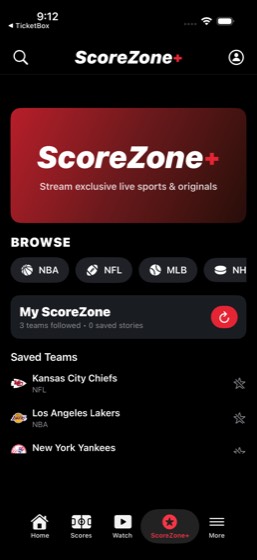 9:12
◀ TicketBox
ScoreZone+
ScoreZone+
Stream exclusive live sports & originals
BROWSE
NBA
NFL
MLB
NH
My ScoreZone
3 teams followed • 0 saved stories
Saved Teams
Kansas City Chiefs
NFL
Los Angeles Lakers
NBA
New York Yankees
Home
Scores
Watch
ScoreZone+
More